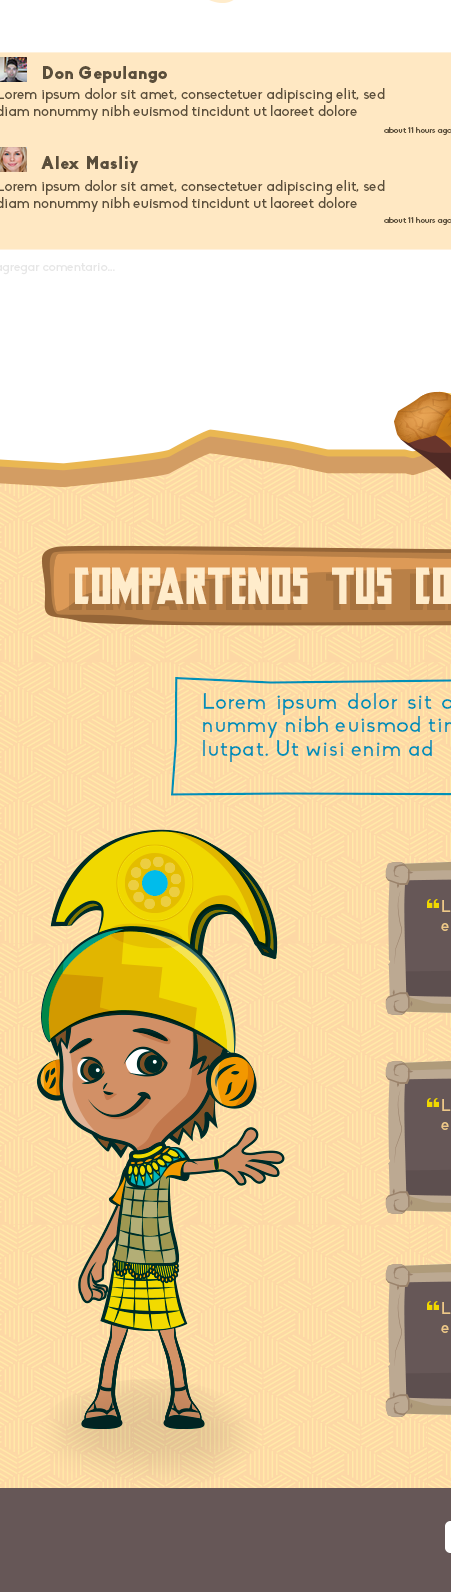 Don Gepulango
Lorem ipsum dolor sit amet, consectetuer adipiscing elit, sed
diam nonummy nibh euismod tincidunt ut laoreet dolore
about 11 hours ago
Alex Masliy
Lorem ipsum dolor sit amet, consectetuer adipiscing elit, sed
diam nonummy nibh euismod tincidunt ut laoreet dolore
about 11 hours ago
agregar comentario...
COMPARTENOS TUS CO
Lorem ipsum dolor sit a
nummy nibh euismod tin
lutpat. Ut wisi enim ad
“L
e
“L
e
“L
e